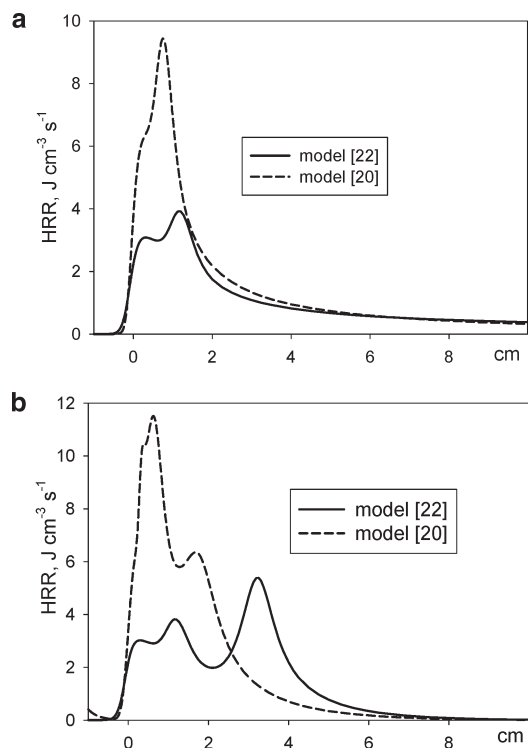 a
10
8
6
4
2
0
HRR, J cm⁻³ s⁻¹
model [22]
model [20]
0 2 4 6 8 cm
b
12
10
8
6
4
2
0
HRR, J cm⁻³ s⁻¹
model [22]
model [20]
0 2 4 6 8 cm